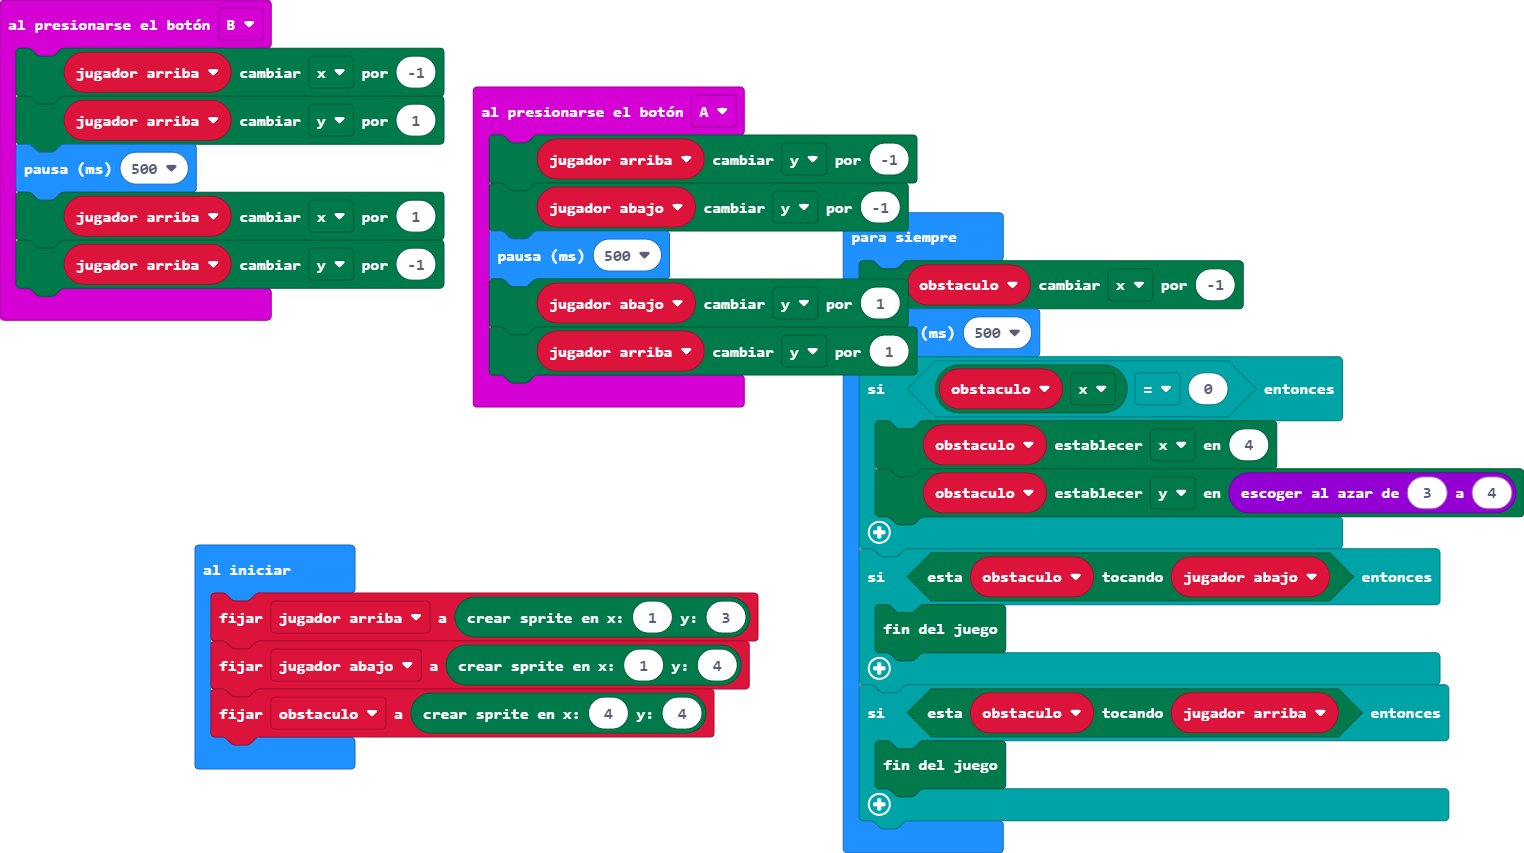 al presionarse el botón B
jugador arriba cambiar x por -1
jugador arriba cambiar y por 1
pausa (ms) 500
jugador arriba cambiar x por 1
jugador arriba cambiar y por -1
al presionarse el botón A
jugador arriba cambiar y por -1
jugador abajo cambiar y por -1
pausa (ms) 500
jugador abajo cambiar y por 1
jugador arriba cambiar y por 1
al iniciar
fijar jugador arriba a crear sprite en x: 1 y: 3
fijar jugador abajo a crear sprite en x: 1 y: 4
fijar obstaculo a crear sprite en x: 4 y: 4
para siempre
obstaculo cambiar x por -1
(ms) 500
si obstaculo x = 0 entonces
obstaculo establecer x en 4
obstaculo establecer y en escoger al azar de 3 a 4
si esta obstaculo tocando jugador abajo entonces
fin del juego
si esta obstaculo tocando jugador arriba entonces
fin del juego